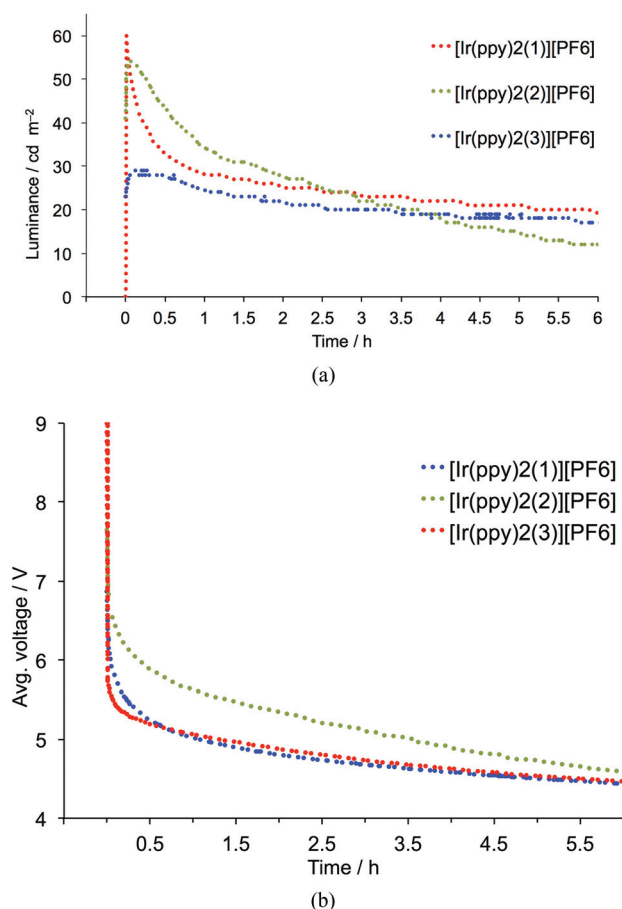 60
50
40
30
20
10
0
Luminance / cd m⁻²
[Ir(ppy)2(1)][PF6]
[Ir(ppy)2(2)][PF6]
[Ir(ppy)2(3)][PF6]
0 0.5 1 1.5 2 2.5 3 3.5 4 4.5 5 5.5 6
Time / h
(a)
9
8
7
6
5
4
Avg. voltage / V
[Ir(ppy)2(1)][PF6]
[Ir(ppy)2(2)][PF6]
[Ir(ppy)2(3)][PF6]
0.5 1.5 2.5 3.5 4.5 5.5
Time / h
(b)